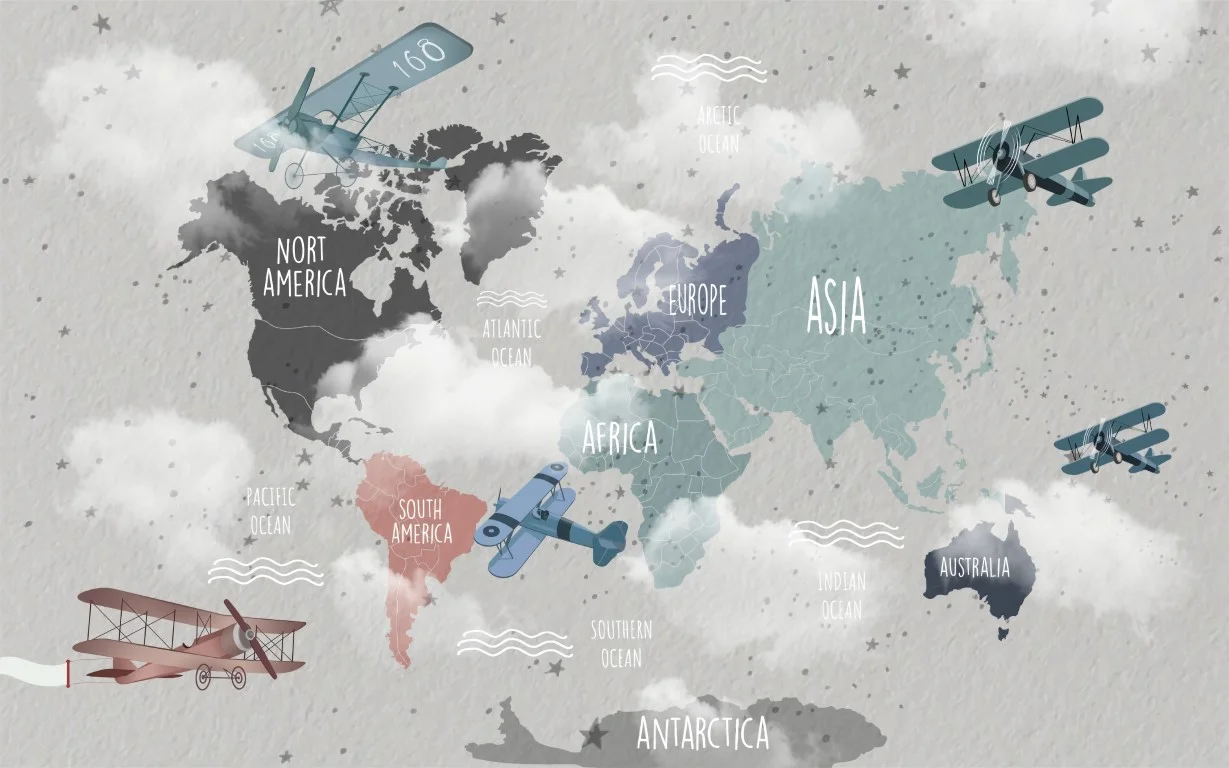 168
ARCTIC
OCEAN
NORT
AMERICA
EUROPE
ASIA
ATLANTIC
OCEAN
AFRICA
PACIFIC
OCEAN
SOUTH
AMERICA
AUSTRALIA
INDIAN
OCEAN
SOUTHERN
OCEAN
ANTARCTICA